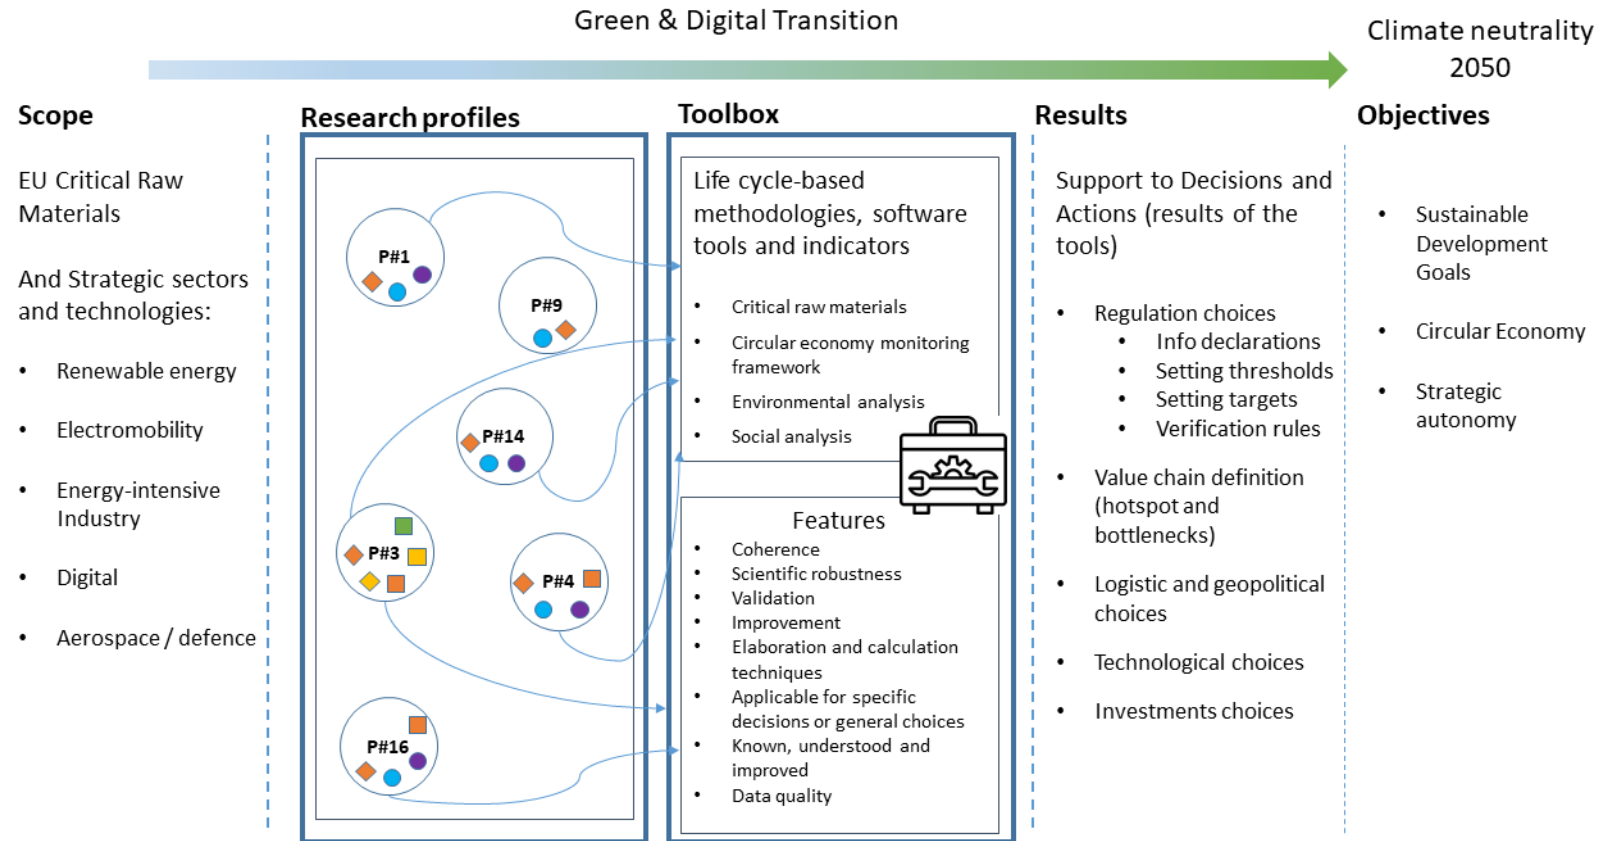 Green & Digital Transition
Climate neutrality
2050
Scope
EU Critical Raw
Materials
And Strategic sectors
and technologies:
• Renewable energy
• Electromobility
• Energy-intensive
Industry
• Digital
• Aerospace / defence
Research profiles
P#1
P#9
P#14
P#3
P#4
P#16
Toolbox
Life cycle-based
methodologies, software
tools and indicators
• Critical raw materials
• Circular economy monitoring
framework
• Environmental analysis
• Social analysis
Features
• Coherence
• Scientific robustness
• Validation
• Improvement
• Elaboration and calculation
techniques
• Applicable for specific
decisions or general choices
• Known, understood and
improved
• Data quality
Results
Support to Decisions and
Actions (results of the
tools)
• Regulation choices
• Info declarations
• Setting thresholds
• Setting targets
• Verification rules
• Value chain definition
(hotspot and
bottlenecks)
• Logistic and geopolitical
choices
• Technological choices
• Investments choices
Objectives
• Sustainable
Development
Goals
• Circular Economy
• Strategic
autonomy